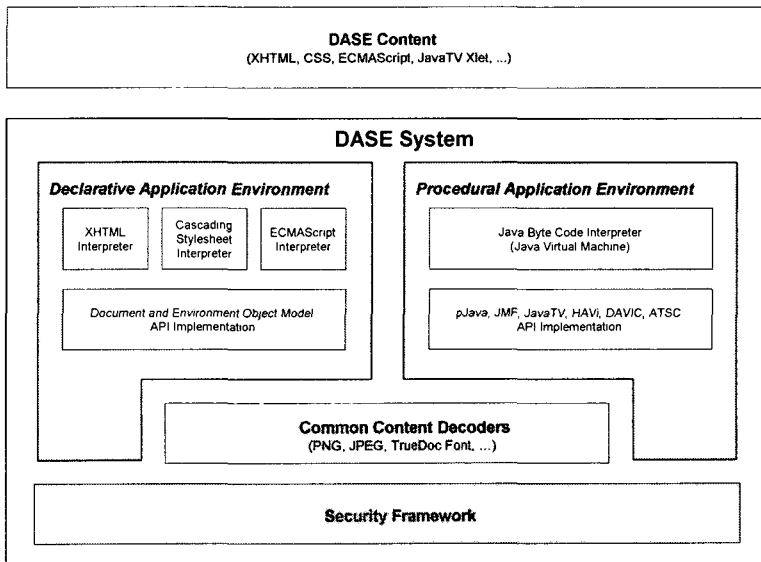 DASE Content
(XHTML, CSS, ECMAScript, JavaTV Xlet, ...)
DASE System
Declarative Application Environment
XHTML
Interpreter
Cascading
Stylesheet
Interpreter
ECMAScript
Interpreter
Document and Environment Object Model
API Implementation
Procedural Application Environment
Java Byte Code Interpreter
(Java Virtual Machine)
pJava, JMF, JavaTV, HAVi, DAVIC, ATSC
API Implementation
Common Content Decoders
(PNG, JPEG, TrueDoc Font, ...)
Security Framework